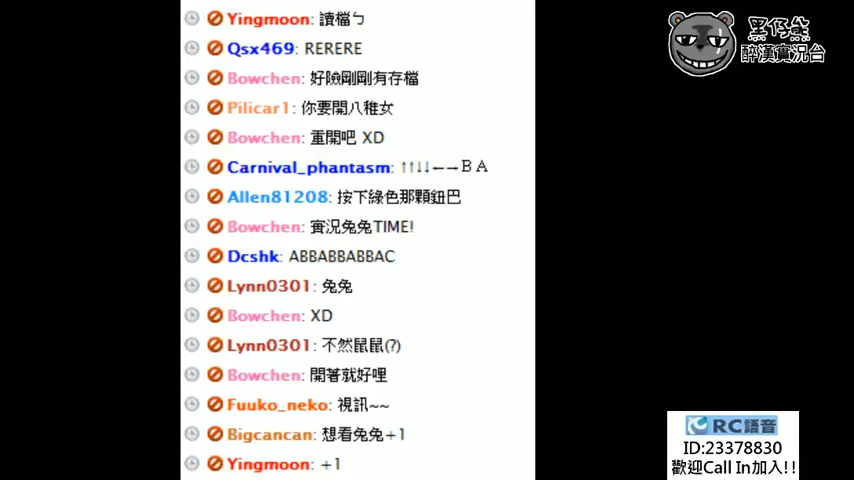 Yingmoon: 讀檔ㄅ
Qsx469: RERERE
Bowchen: 好險剛剛有存檔
Pilicar1: 你要開八稚女
Bowchen: 重開吧 XD
Carnival_phantasm: ↑↑↓↓←→ＢＡ
Allen81208: 按下綠色那顆鈕巴
Bowchen: 實況兔兔TIME!
Dcshk: ABBABBABBAC
Lynn0301: 兔兔
Bowchen: XD
Lynn0301: 不然鼠鼠(?)
Bowchen: 開著就好哩
Fuuko_neko: 視訊~~
Bigcancan: 想看兔兔+1
Yingmoon: +1
黑仔熊
醉漢實況台
RC語音
ID:23378830
歡迎Call In加入!!